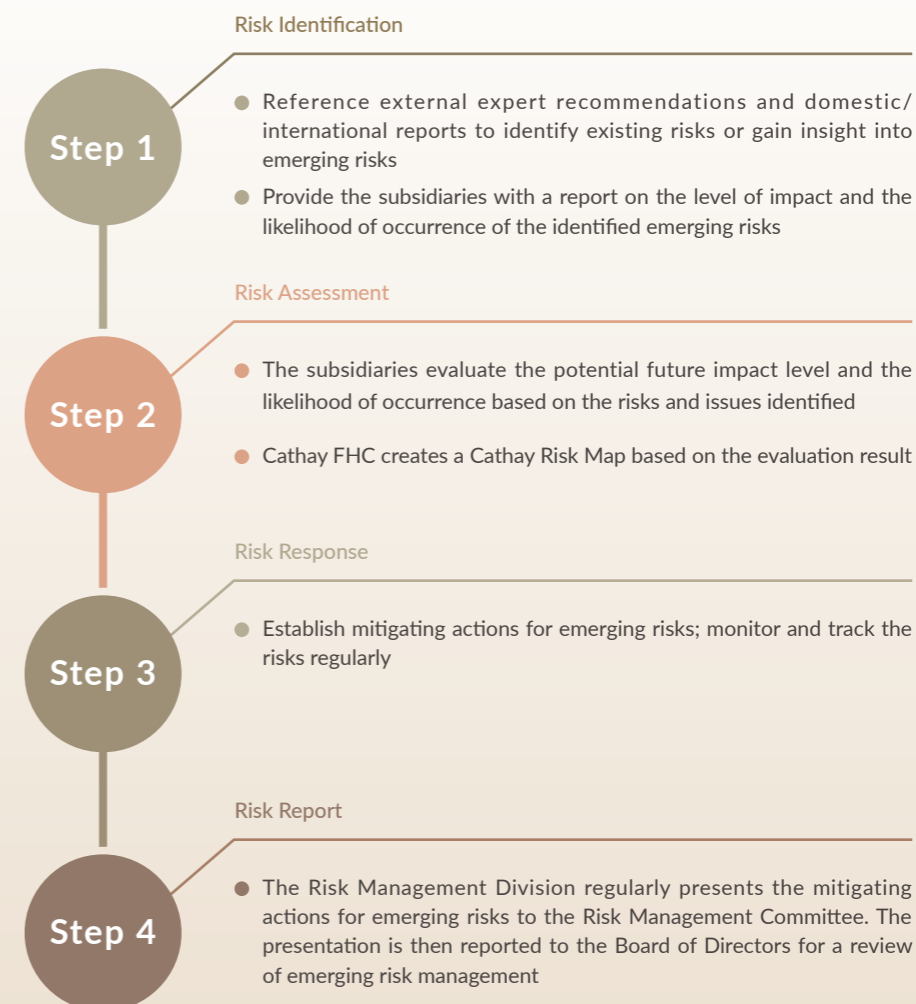 Risk Identification
Step 1
Reference external expert recommendations and domestic/
international reports to identify existing risks or gain insight into
emerging risks
Provide the subsidiaries with a report on the level of impact and the
likelihood of occurrence of the identified emerging risks
Risk Assessment
Step 2
The subsidiaries evaluate the potential future impact level and the
likelihood of occurrence based on the risks and issues identified
Cathay FHC creates a Cathay Risk Map based on the evaluation result
Risk Response
Step 3
Establish mitigating actions for emerging risks; monitor and track the
risks regularly
Risk Report
Step 4
The Risk Management Division regularly presents the mitigating
actions for emerging risks to the Risk Management Committee. The
presentation is then reported to the Board of Directors for a review
of emerging risk management